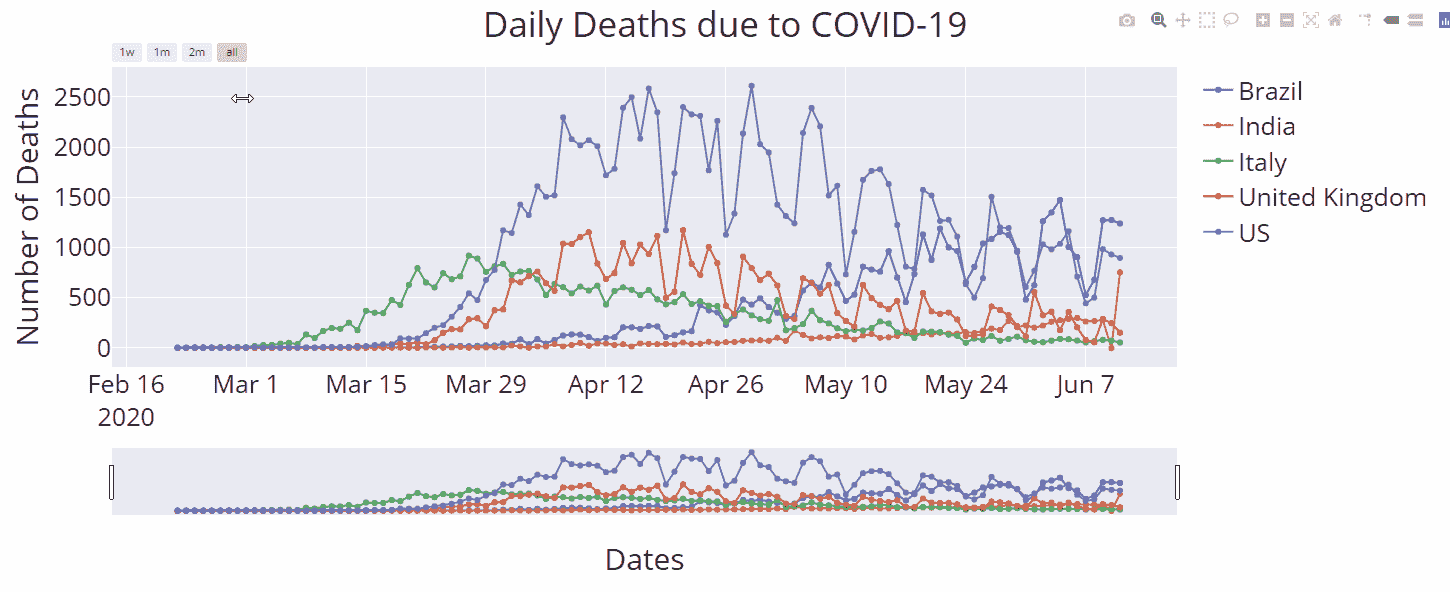 Daily Deaths due to COVID-19
1w 1m 2m all
Number of Deaths
2500
2000
1500
1000
500
0
Feb 16 Mar 1 Mar 15 Mar 29 Apr 12 Apr 26 May 10 May 24 Jun 7
2020
Dates
Brazil
India
Italy
United Kingdom
US